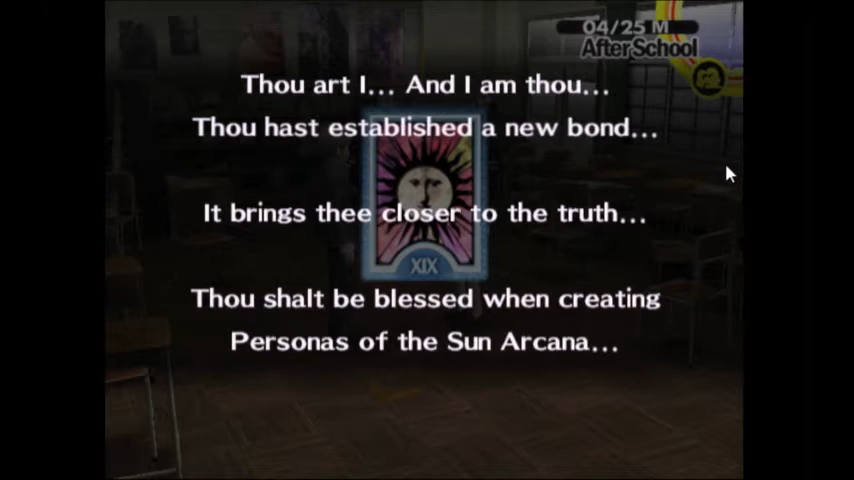 04/25 M
After School
Thou art I... And I am thou...
Thou hast established a new bond...
It brings thee closer to the truth...
XIX
Thou shalt be blessed when creating
Personas of the Sun Arcana...